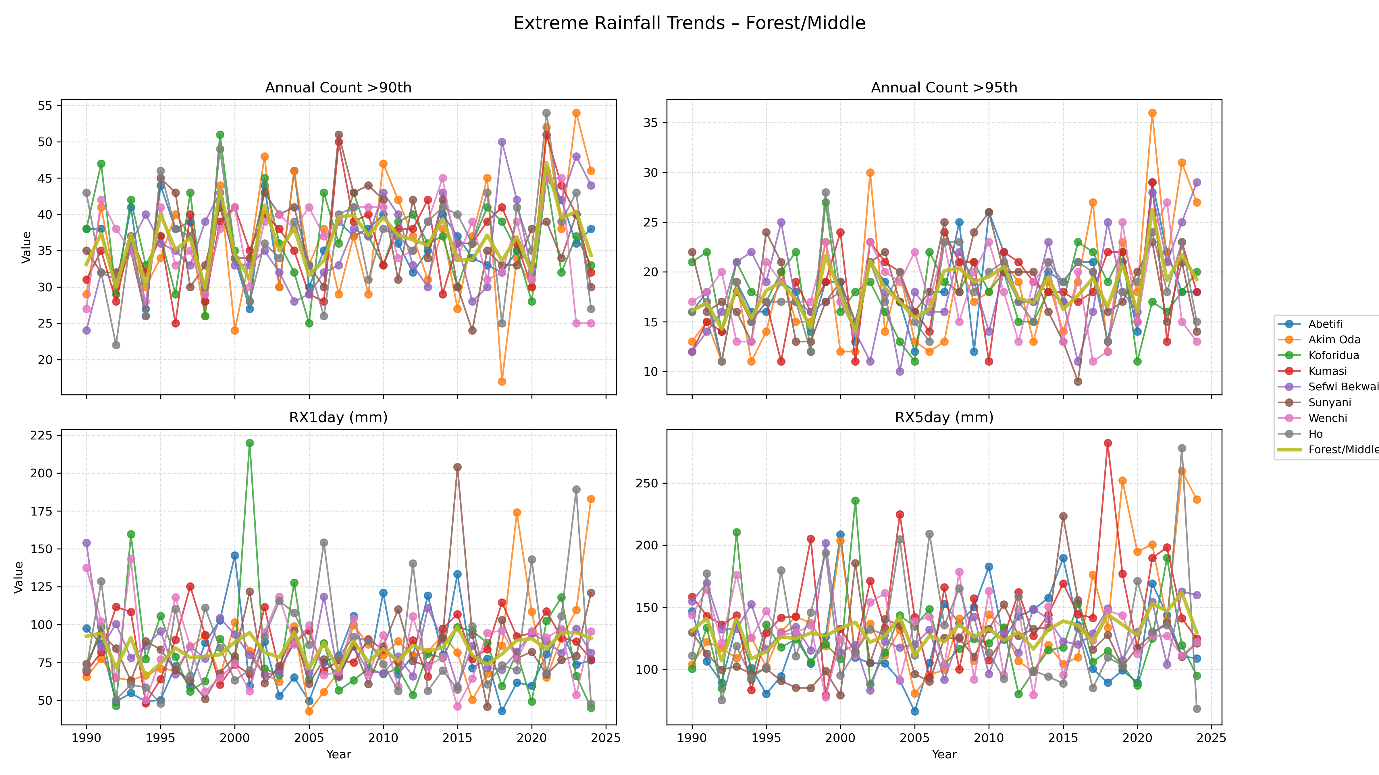 Extreme Rainfall Trends – Forest/Middle
Annual Count >90th
Value
55
50
45
40
35
30
25
20
Annual Count >95th
35
30
25
20
15
10
RX1day (mm)
Value
225
200
175
150
125
100
75
50
1990 1995 2000 2005 2010 2015 2020 2025
Year
RX5day (mm)
250
200
150
100
1990 1995 2000 2005 2010 2015 2020 2025
Year
Abetifi
Akim Oda
Koforidua
Kumasi
Sefwi Bekwai
Sunyani
Wenchi
Ho
Forest/Middle